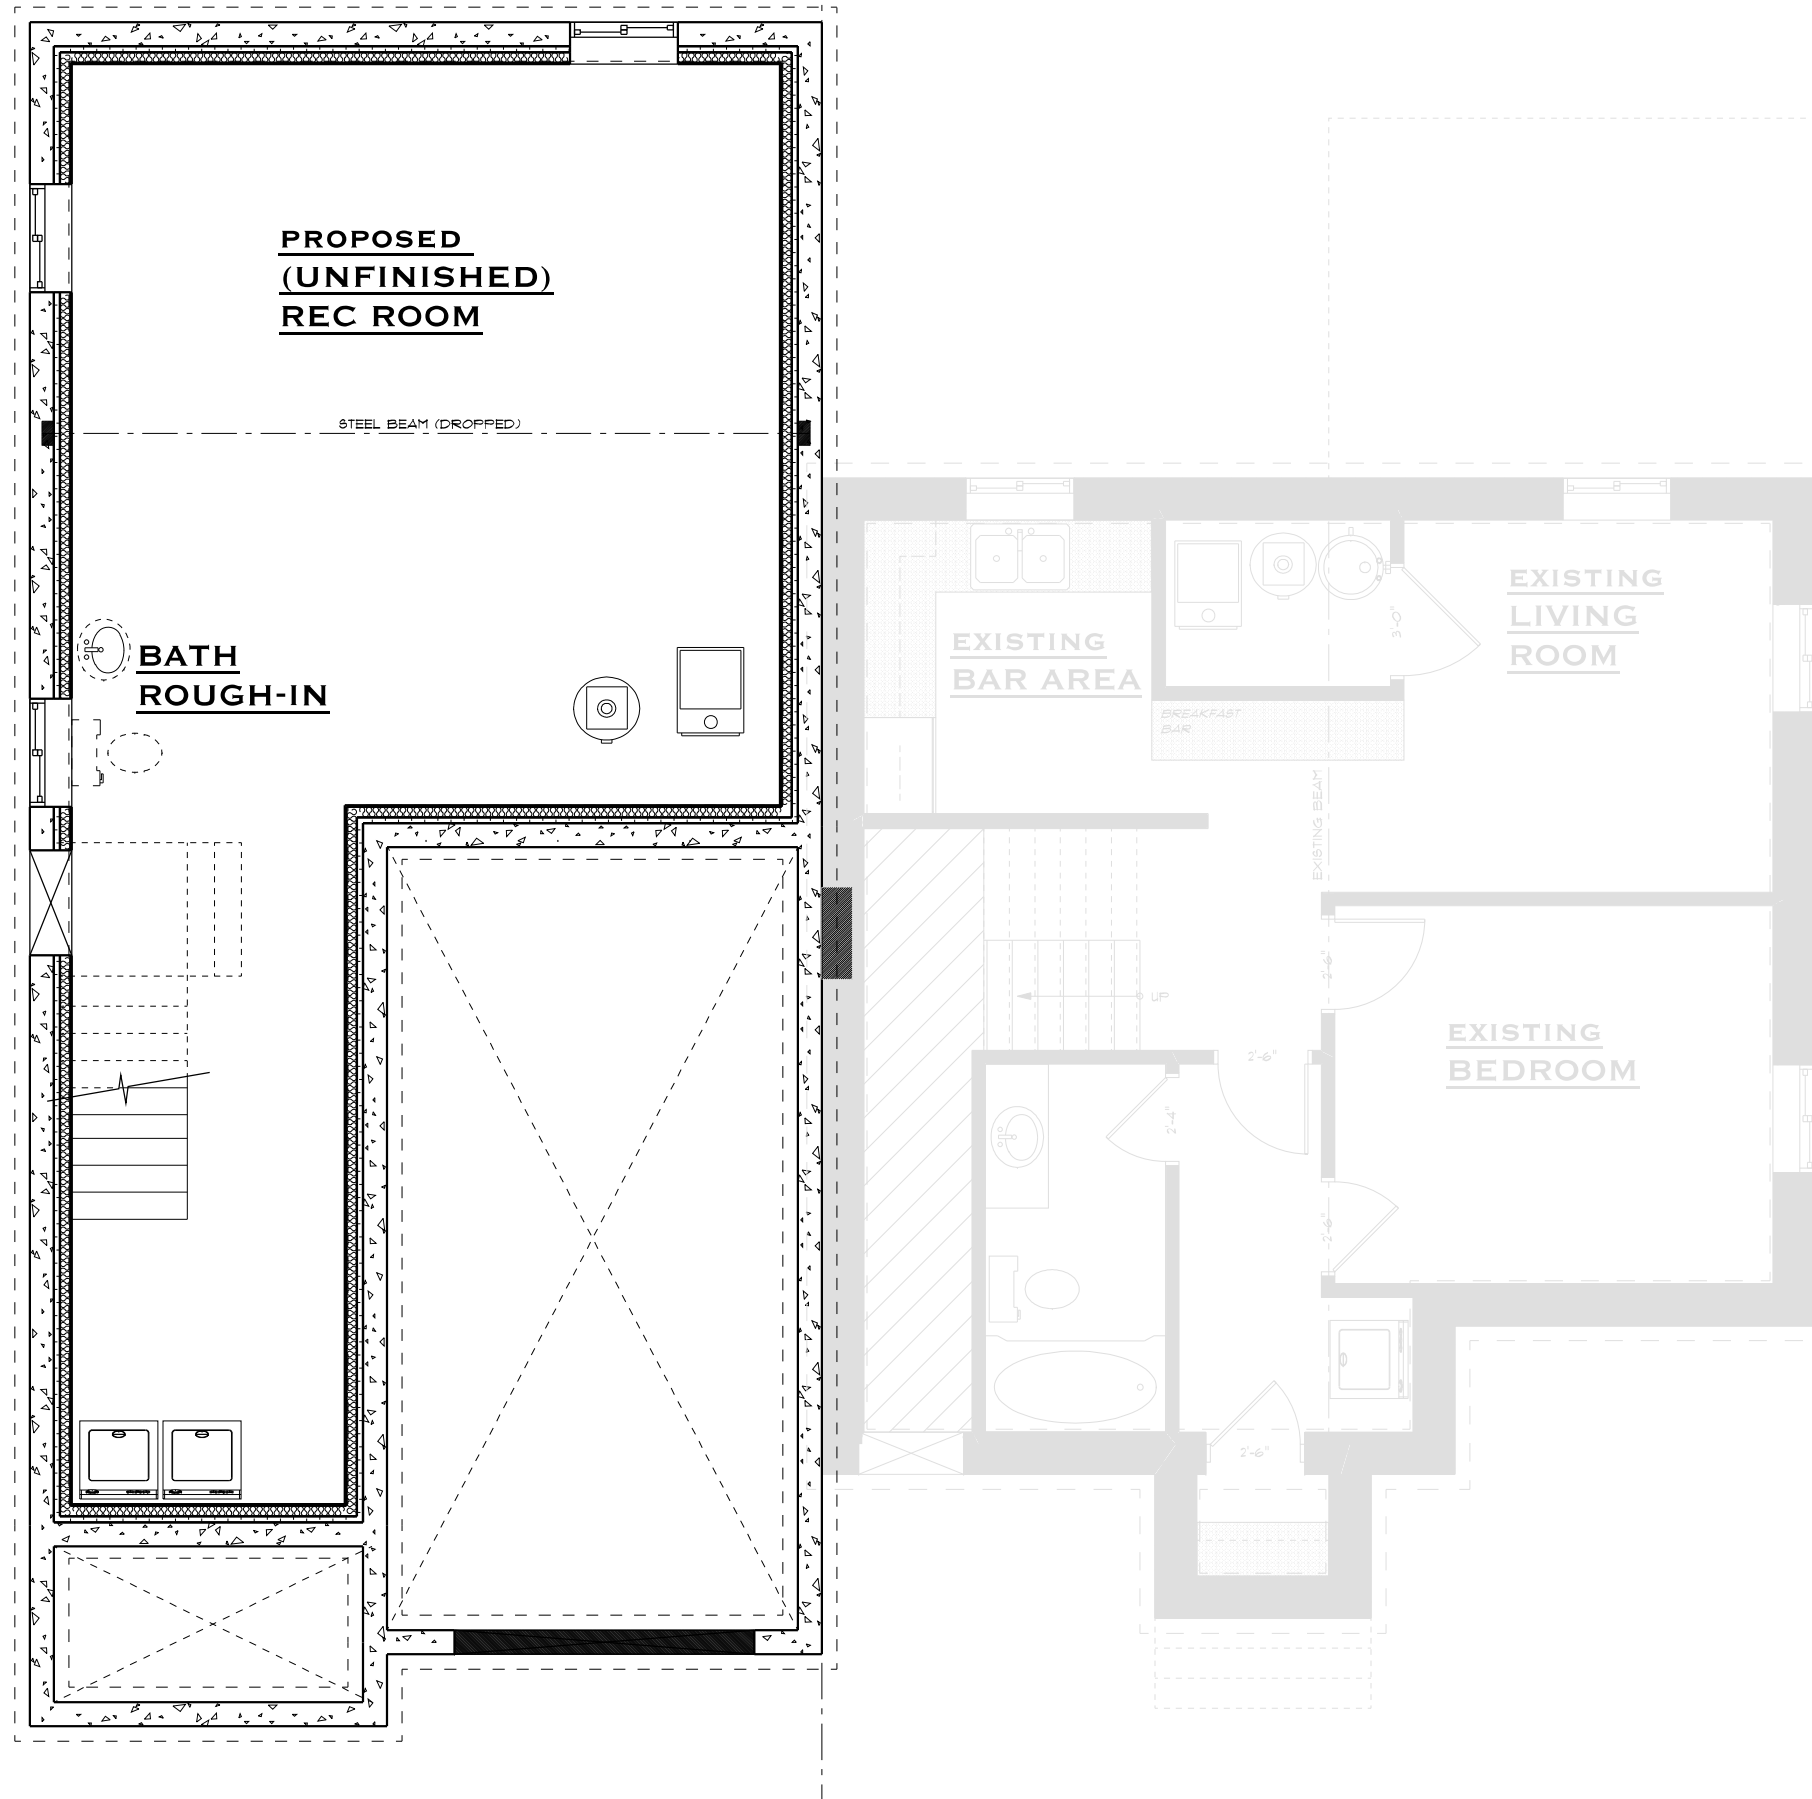 PROPOSED
(UNFINISHED)
REC ROOM
STEEL BEAM (DROPPED)
BATH
ROUGH-IN
EXISTING
BAR AREA
3'-0"
EXISTING
LIVING
ROOM
BREAKFAST
BAR
EXISTING BEAM
2'-6"
UP
EXISTING
BEDROOM
2'-6"
2'-4"
2'-6"
2'-6"